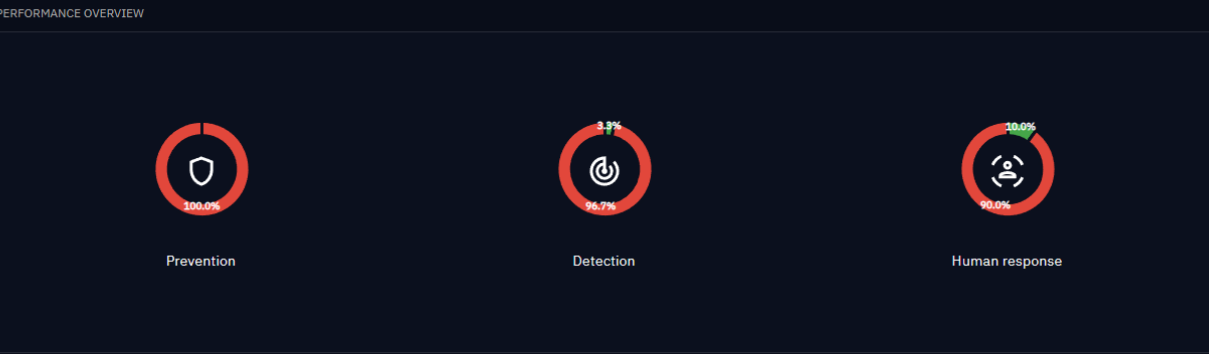 PERFORMANCE OVERVIEW
3.3%
10.0%
100.0%
96.7%
90.0%
Prevention
Detection
Human response